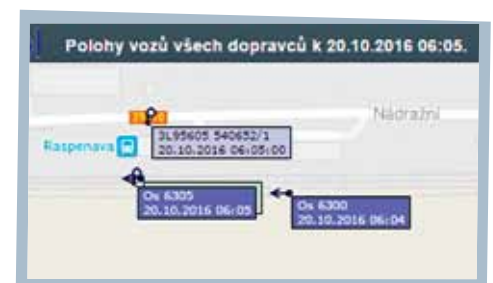 Polohy vozů všech dopravců k 20.10.2016 06:05.
Nádražní
3L95605 540652/1
Raspenava
20.10.2016 06:05:00
Os 6305
20.10.2016 06:05
Os 6300
20.10.2016 06:04